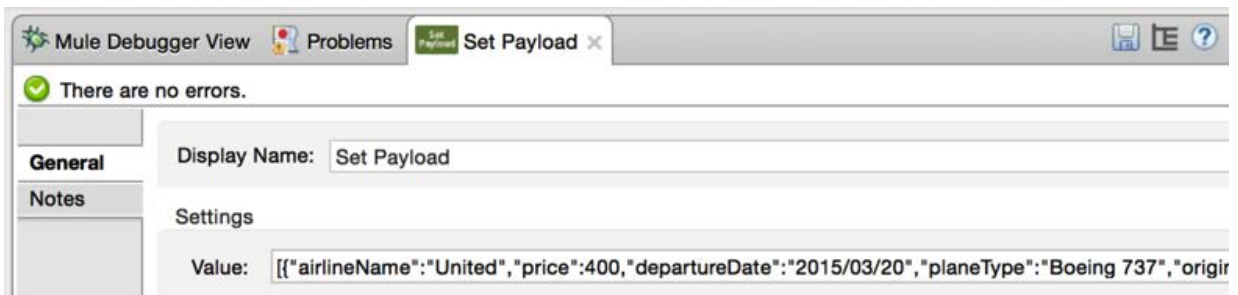 Mule Debugger View Problems Set Payload Set Payload
There are no errors.
General
Display Name: Set Payload
Notes
Settings
Value: [{"airlineName":"United","price":400,"departureDate":"2015/03/20","planeType":"Boeing 737","origin